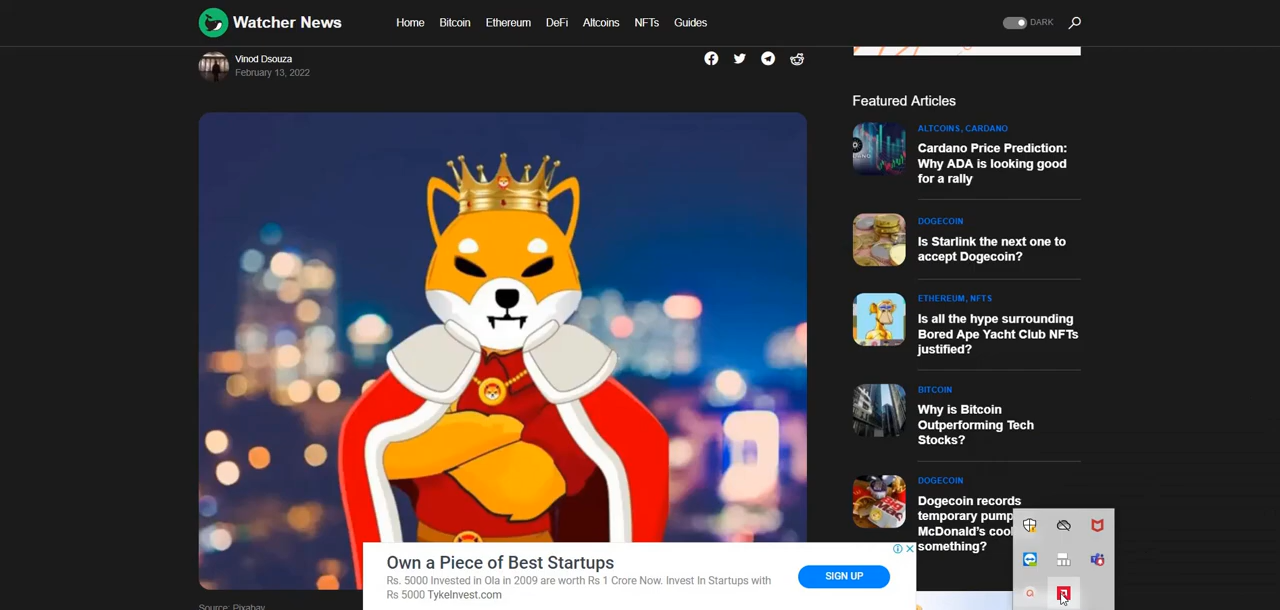 Watcher News
Home Bitcoin Ethereum DeFi Altcoins NFTs Guides
DARK
Vinod Dsouza
February 13, 2022
Source: Pixabay
Featured Articles
ALTCOINS, CARDANO
Cardano Price Prediction:
Why ADA is looking good
for a rally
DOGECOIN
Is Starlink the next one to
accept Dogecoin?
ETHEREUM, NFTS
Is all the hype surrounding
Bored Ape Yacht Club NFTs
justified?
BITCOIN
Why is Bitcoin
Outperforming Tech
Stocks?
DOGECOIN
Dogecoin records
temporary pump
McDonald's
something?
Own a Piece of Best Startups
Rs. 5000 Invested in Ola in 2009 are worth Rs 1 Crore Now. Invest In Startups with
Rs 5000 TykeInvest.com
SIGN UP